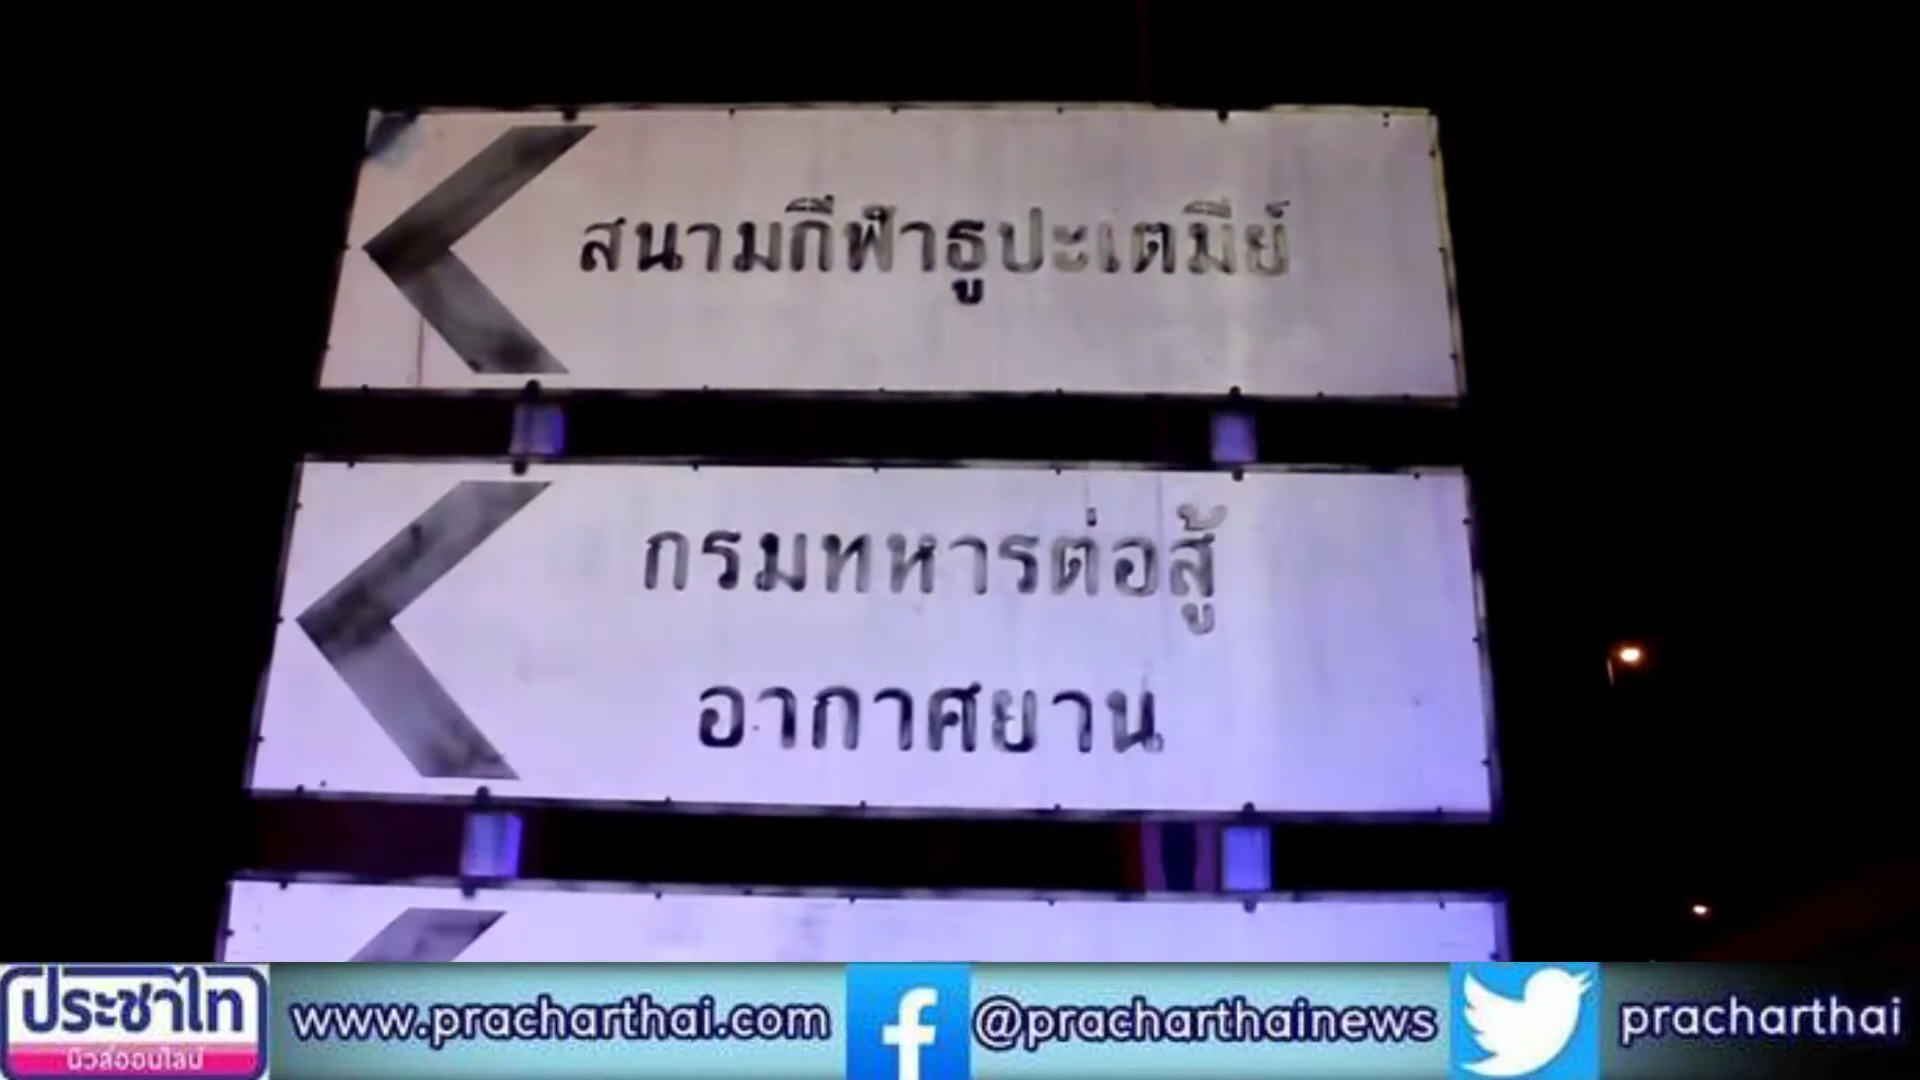 สนามกีฬาธูปะเตมีย์
กรมทหารต่อสู้
อากาศยาน
ประชาไท
นิวส์ออนไลน์
www.pracharthai.com
@pracharthainews
pracharthai